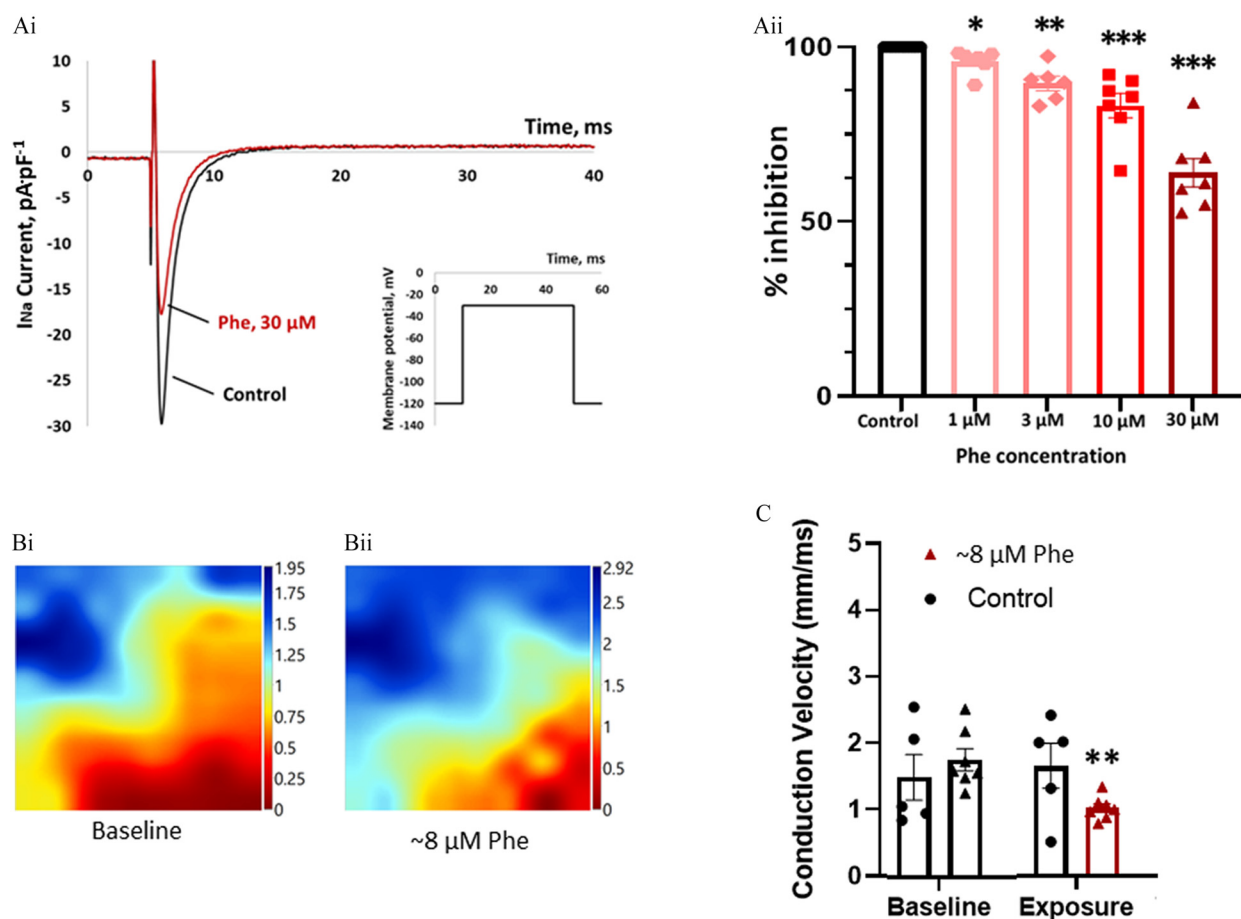 Ai
10
5
0
-5
-10
-15
-20
-25
-30
0
10
20
30
40
Time, ms
INa Current, pA.pF-1
Phe, 30 µM
Control
Time, ms
0 20 40 60
0
-20
-40
-60
-80
-100
-120
-140
Membrane potential, mV
Aii
* ** *** ***
100
50
0
% inhibition
Control 1 µM 3 µM 10 µM 30 µM
Phe concentration
Bi
1.95
1.75
1.5
1.25
1
0.75
0.5
0.25
0
Baseline
Bii
2.92
2.5
2
1.5
1
0.5
0
~8 µM Phe
C
5
4
3
2
1
0
Conduction Velocity (mm/ms)
~8 µM Phe
Control
**
Baseline Exposure